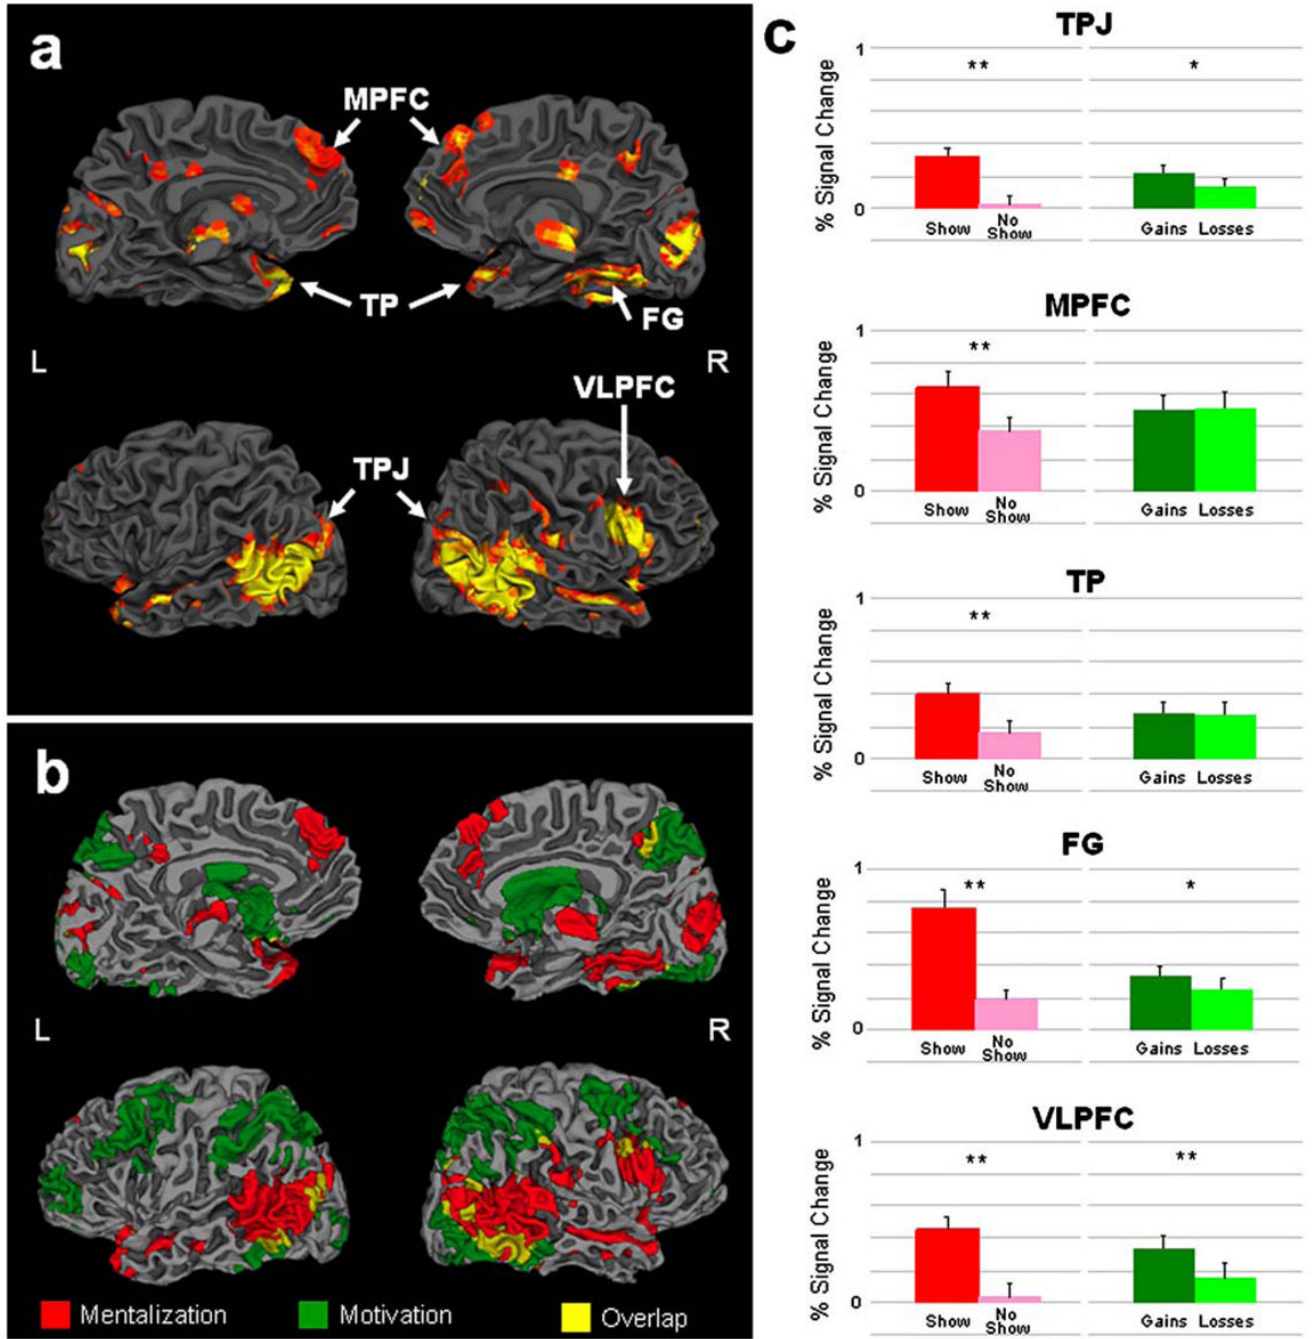 a
MPFC
TP
FG
L
R
VLPFC
TPJ
b
L
R
Mentalization
Motivation
Overlap
c
TPJ
1
** *
% Signal Change
0
Show No Show Gains Losses
MPFC
1
**
% Signal Change
0
Show No Show Gains Losses
TP
1
**
% Signal Change
0
Show No Show Gains Losses
FG
1
** *
% Signal Change
0
Show No Show Gains Losses
VLPFC
1
** **
% Signal Change
0
Show No Show Gains Losses